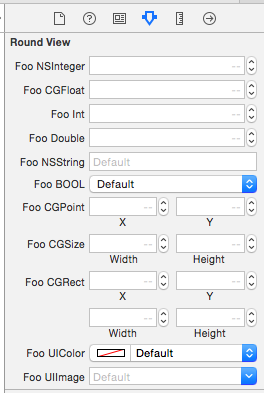 Round View
Foo NSInteger --
Foo CGFloat --
Foo Int --
Foo Double --
Foo NSString Default
Foo BOOL Default
Foo CGPoint -- --
X Y
Foo CGSize -- --
Width Height
Foo CGRect -- --
X Y
-- --
Width Height
Foo UIColor Default
Foo UIImage Default